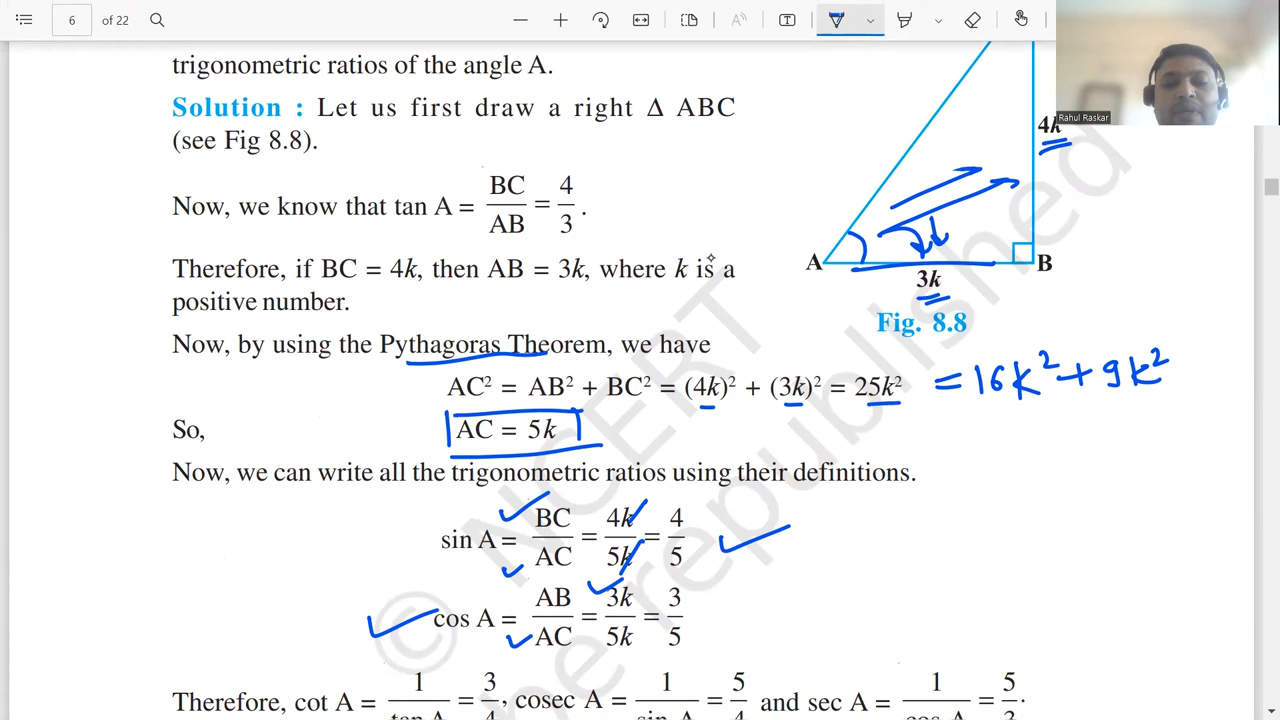 6 of 22
Rahul Raskar
trigonometric ratios of the angle A.
Solution : Let us first draw a right Δ ABC
(see Fig 8.8).
4k
Now, we know that tan A = BC/AB = 4/3 .
A
B
3k
Therefore, if BC = 4k, then AB = 3k, where k is a
positive number.
Fig. 8.8
Now, by using the Pythagoras Theorem, we have
AC² = AB² + BC² = (4k)² + (3k)² = 25k² = 16k² + 9k²
So, AC = 5k
Now, we can write all the trigonometric ratios using their definitions.
sin A = BC/AC = 4k/5k = 4/5
cos A = AB/AC = 3k/5k = 3/5
Therefore, cot A = 1/tan A = 3/4, cosec A = 1/sin A = 5/4 and sec A = 1/cos A = 5/3.
© NCERT
be republished